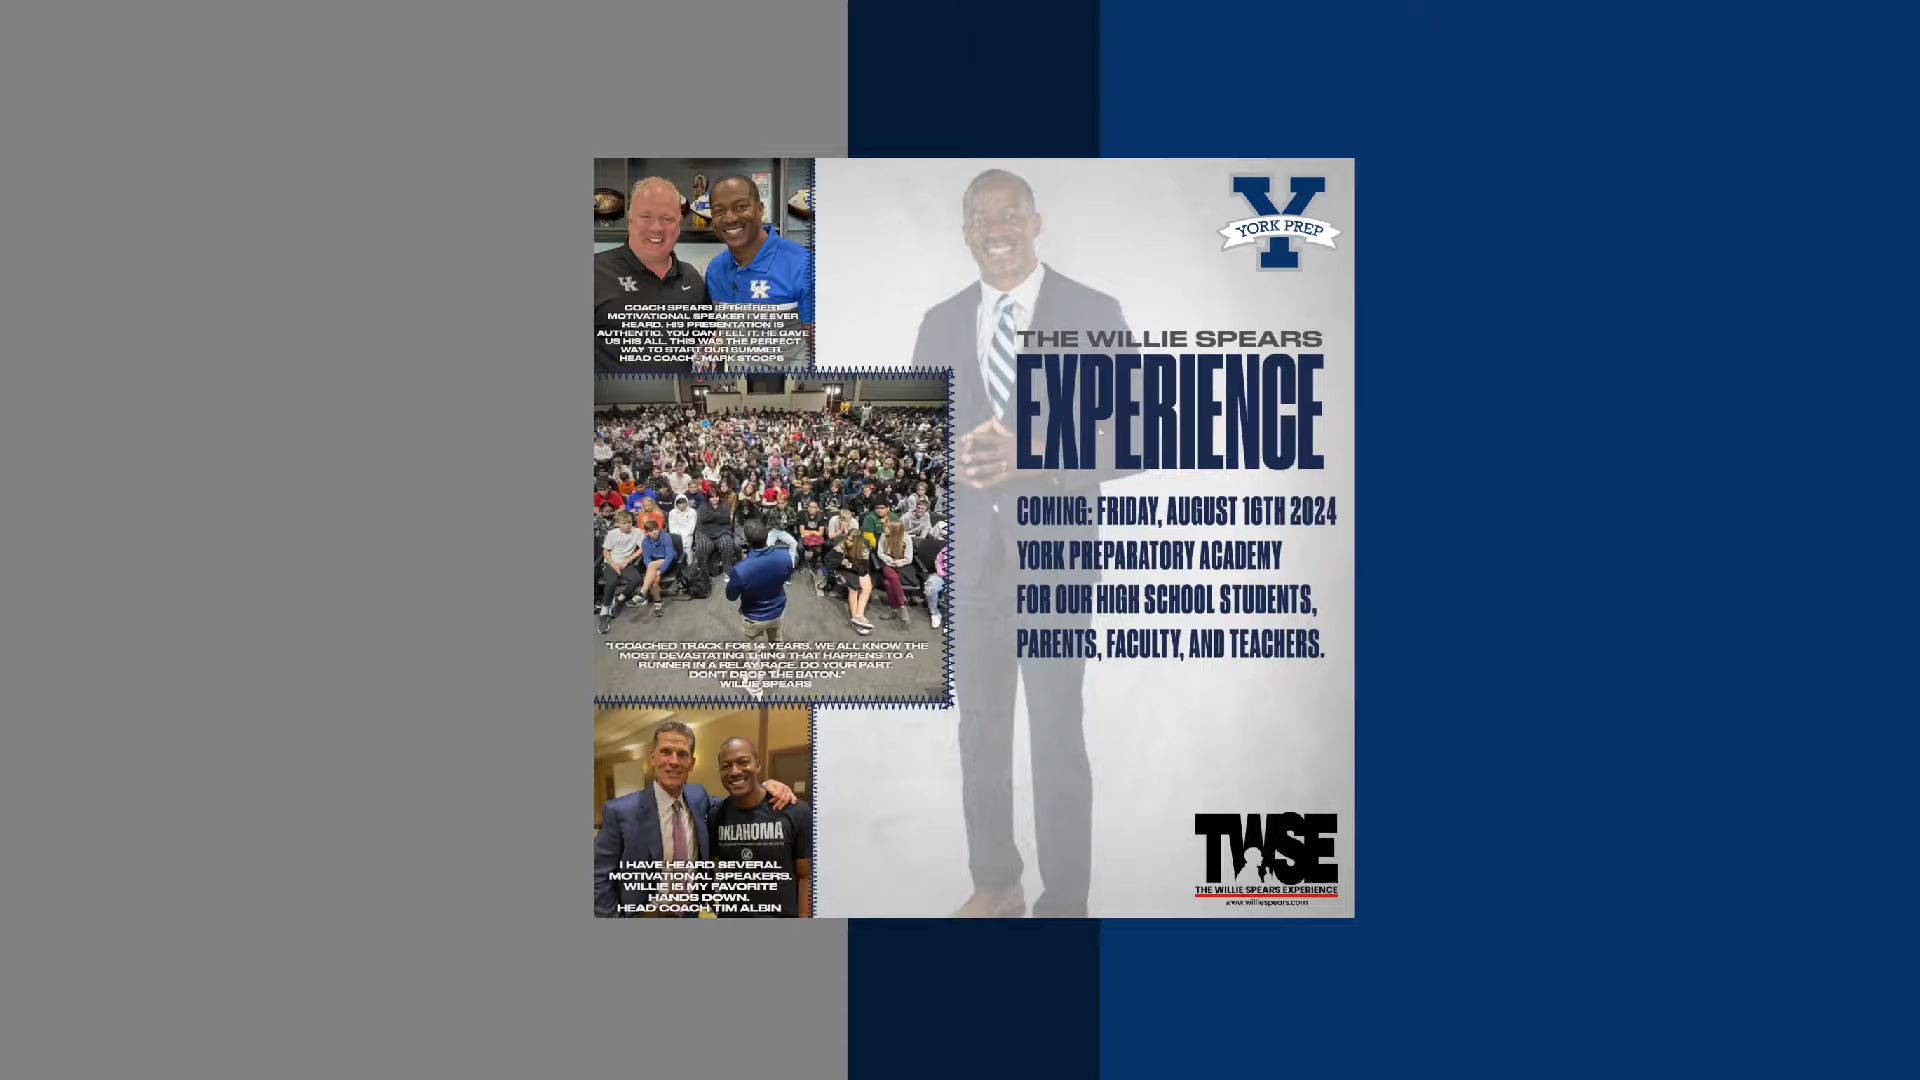 UK
UK
COACH SPEARS IS THE BEST
MOTIVATIONAL SPEAKER I'VE EVER
HEARD. HIS PRESENTATION IS
AUTHENTIC. YOU CAN FEEL IT. HE GAVE
US HIS ALL. THIS WAS THE PERFECT
WAY TO START OUR SUMMER.
HEAD COACH - MARK STOOPS
"I COACHED TRACK FOR 14 YEARS. WE ALL KNOW THE
MOST DEVASTATING THING THAT HAPPENS TO A
RUNNER IN A RELAY RACE. DO YOUR PART.
DON'T DROP THE BATON."
WILLIE SPEARS
OKLAHOMA
I HAVE HEARD SEVERAL
MOTIVATIONAL SPEAKERS.
WILLIE IS MY FAVORITE
HANDS DOWN.
HEAD COACH TIM ALBIN
Y
YORK PREP
THE WILLIE SPEARS
EXPERIENCE
COMING: FRIDAY, AUGUST 16TH 2024
YORK PREPARATORY ACADEMY
FOR OUR HIGH SCHOOL STUDENTS,
PARENTS, FACULTY, AND TEACHERS.
TWSE
THE WILLIE SPEARS EXPERIENCE
www.williespears.com